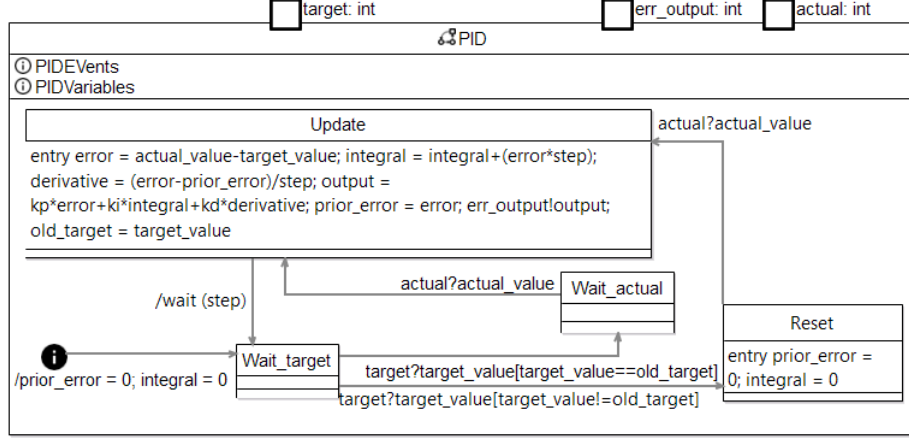 target: int
err_output: int
actual: int
PID
PIDEVents
PIDVariables
Update
actual?actual_value
entry error = actual_value-target_value; integral = integral+(error*step);
derivative = (error-prior_error)/step; output =
kp*error+ki*integral+kd*derivative; prior_error = error; err_output!output;
old_target = target_value
actual?actual_value
Wait_actual
/wait (step)
Reset
entry prior_error =
0; integral = 0
i
Wait_target
/prior_error = 0; integral = 0
target?target_value[target_value==old_target]
target?target_value[target_value!=old_target]